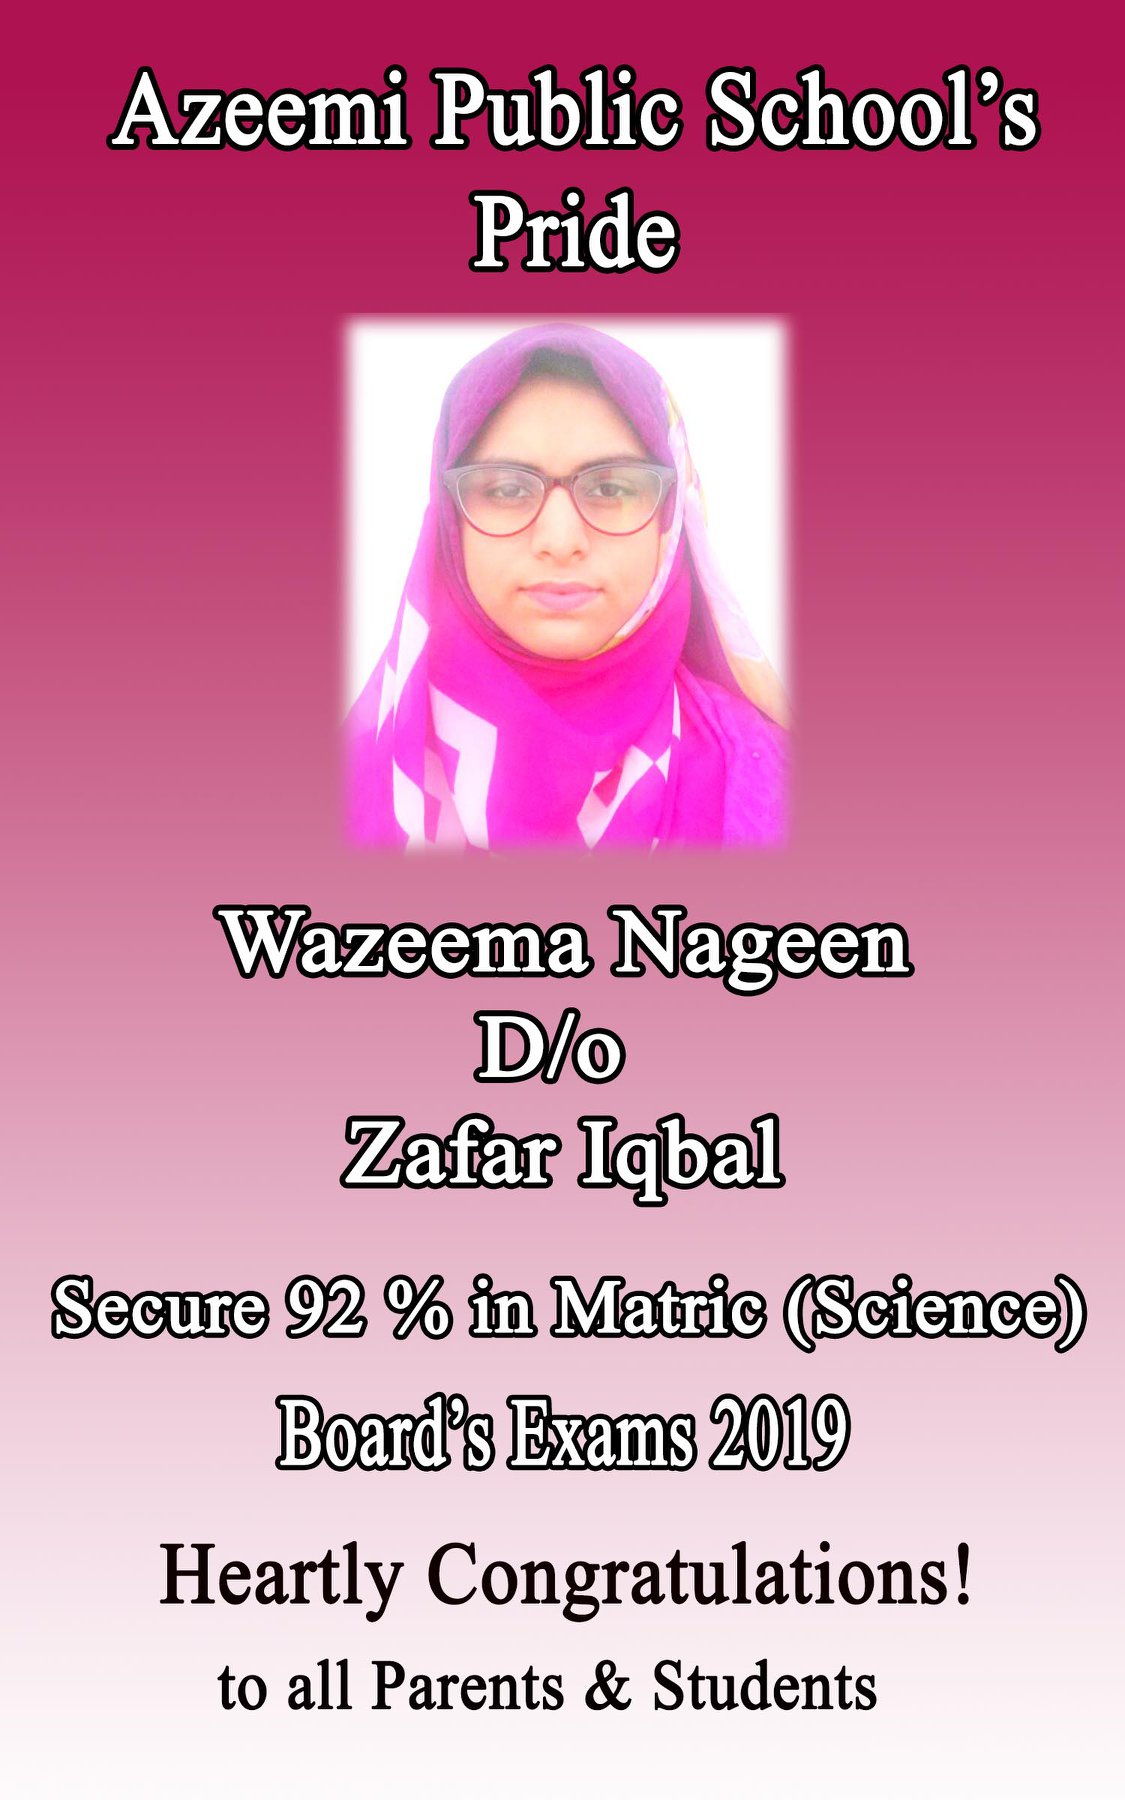 Azeemi Public School's
Pride
Wazeema Nageen
D/o
Zafar Iqbal
Secure 92 % in Matric (Science)
Board's Exams 2019
Heartly Congratulations!
to all Parents & Students